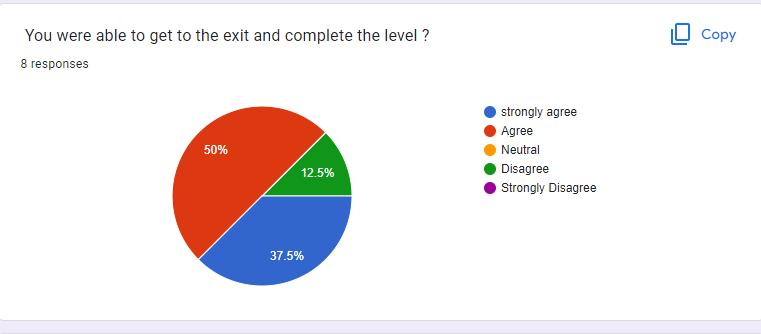 You were able to get to the exit and complete the level ?
Copy
8 responses
strongly agree
Agree
Neutral
Disagree
Strongly Disagree
50%
12.5%
37.5%